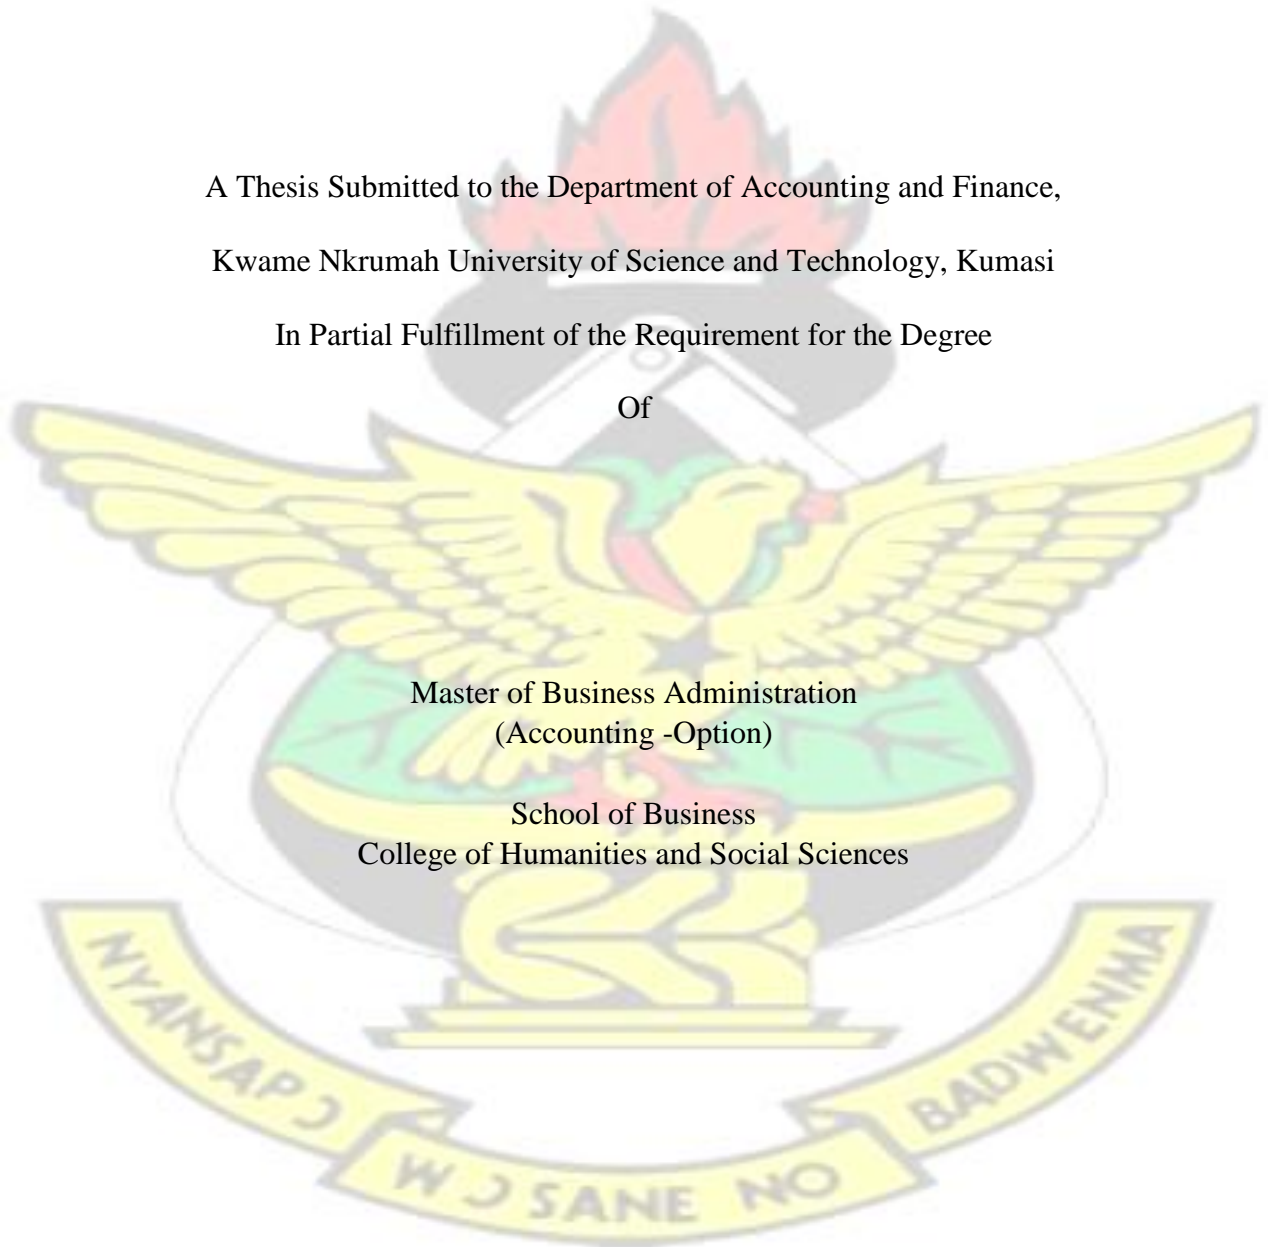 A Thesis Submitted to the Department of Accounting and Finance,
Kwame Nkrumah University of Science and Technology, Kumasi
In Partial Fulfillment of the Requirement for the Degree
Of
Master of Business Administration
(Accounting -Option)
School of Business
College of Humanities and Social Sciences
NYANSAPƆ WƆSANE NO BADWENMA